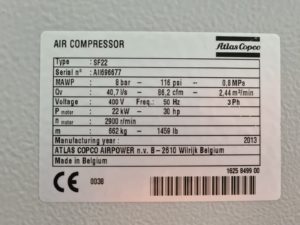 AIR COMPRESSOR
Atlas Copco
Type : SF22
Serial n° : AII696677
MAWP : 8 bar — 116 psi — 0,8 MPa
Qv : 40,7 l/s — 86,2 cfm — 2,44 m³/min
Voltage : 400 V Freq.: 50 Hz 3 Ph
P motor : 22 kW — 30 hp
n motor : 2900 r/min
m : 662 kg — 1459 lb
Manufacturing year : 2013
ATLAS COPCO AIRPOWER n.v. B - 2610 Wilrijk Belgium
Made in Belgium
CE 0038
1625 8499 00